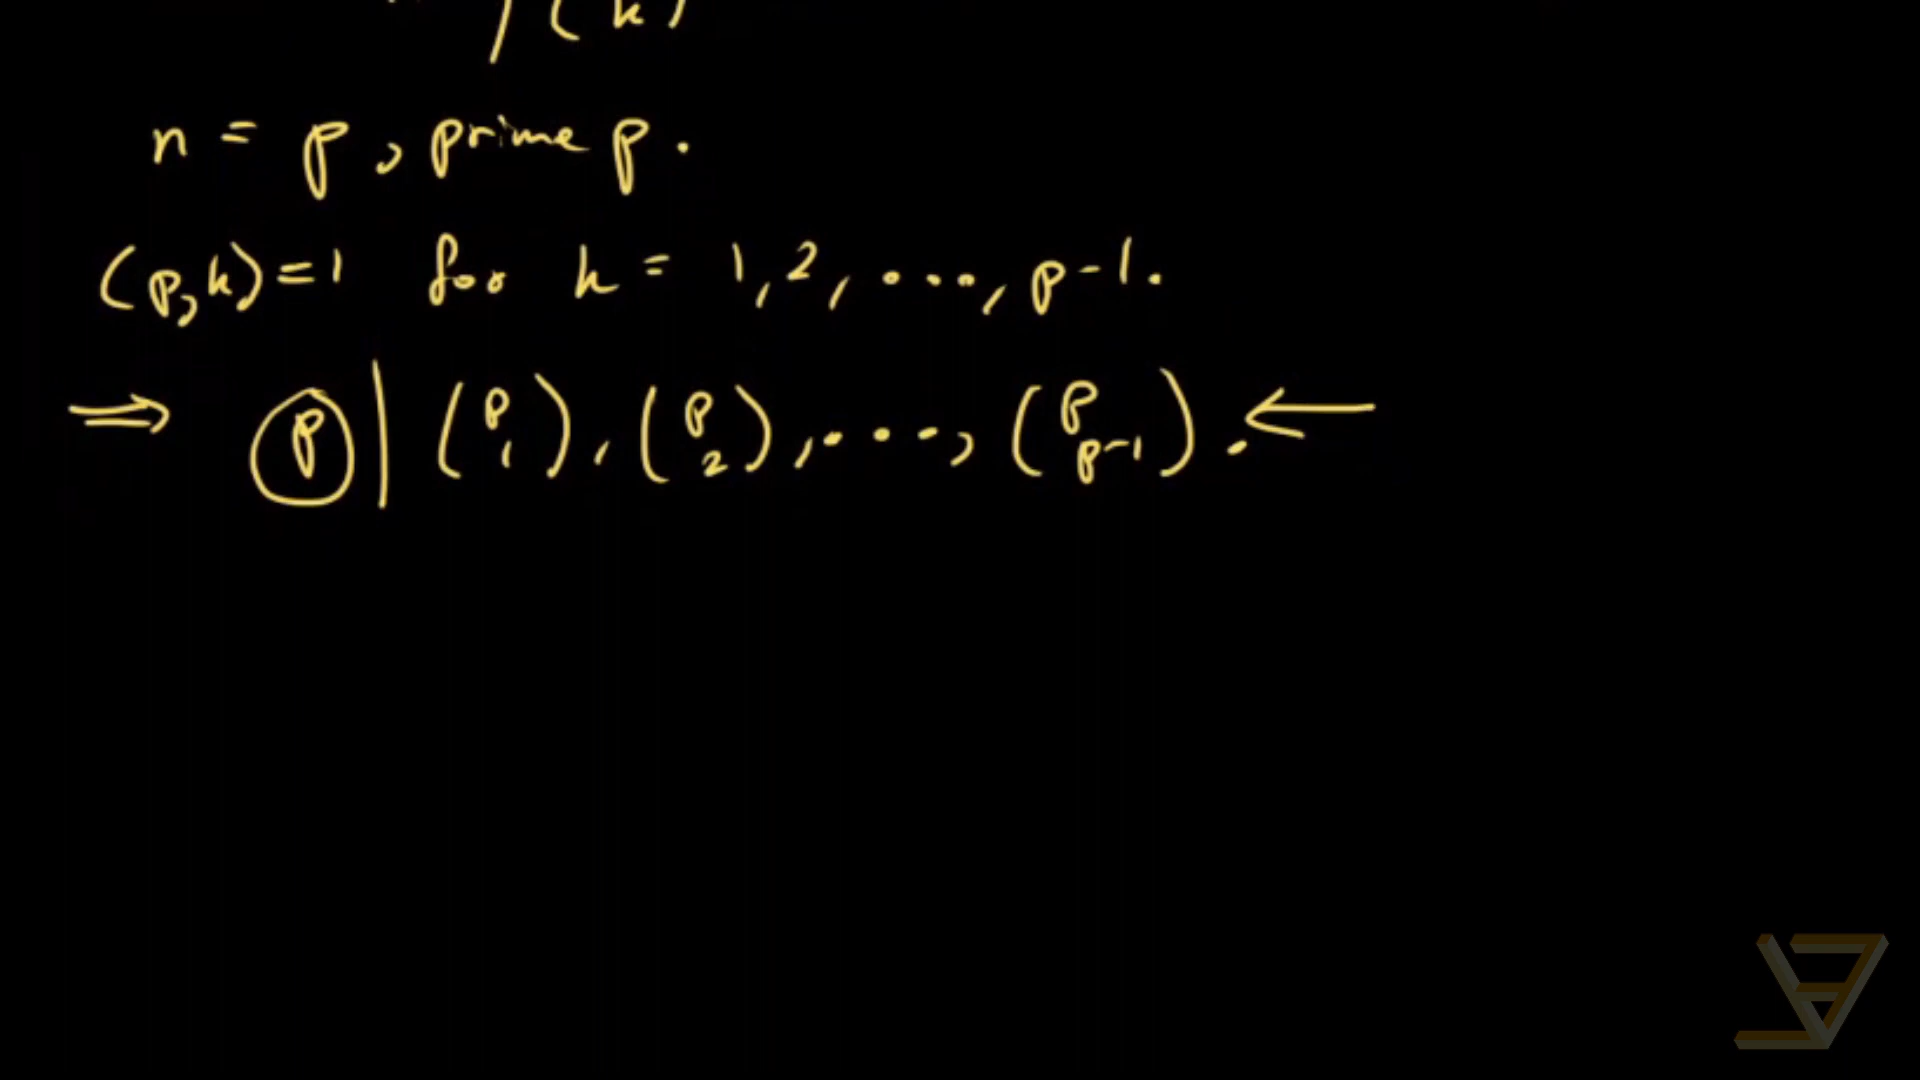 (k)
n = p, prime p.
(p,k)=1 for k = 1,2,...,p-1.
⇒ p | (p 1), (p 2),..., (p p-1). ←